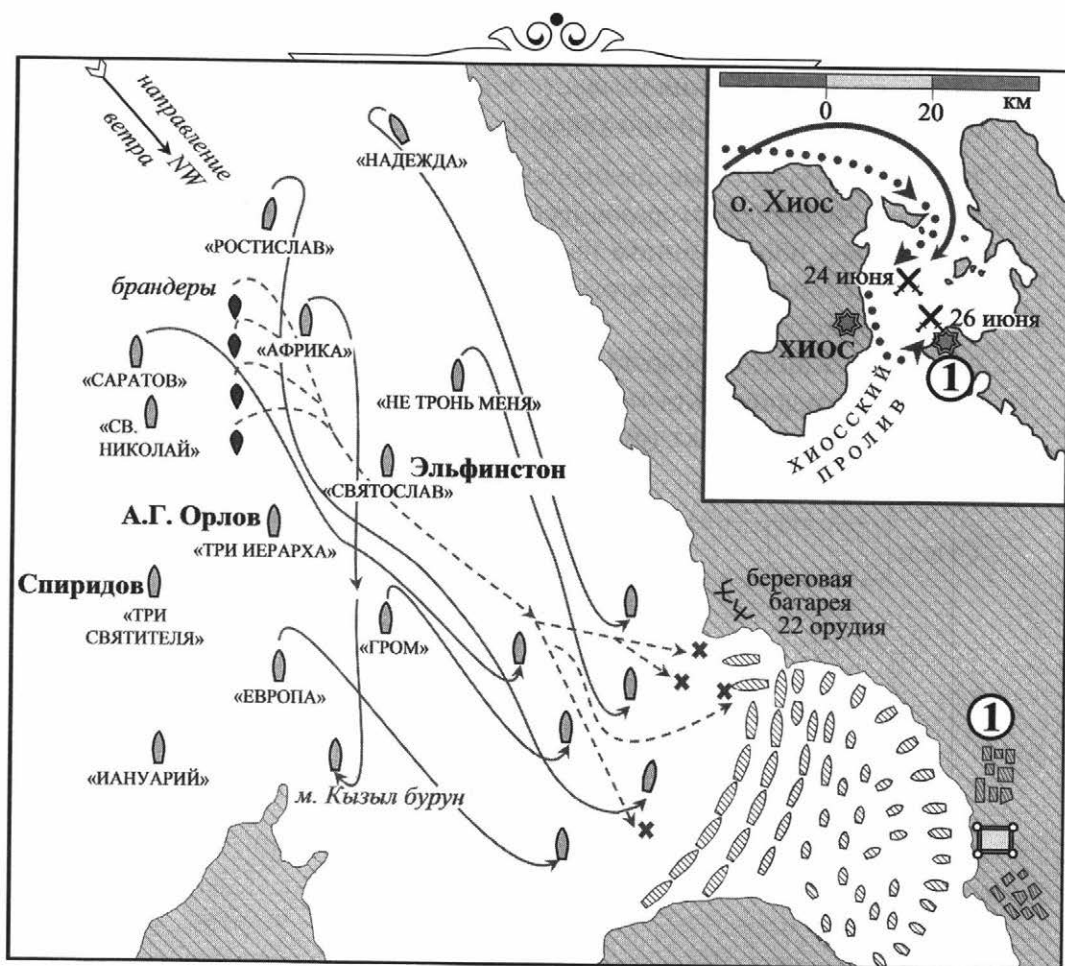 направление
ветра
NW
«НАДЕЖДА»
«РОСТИСЛАВ»
брандеры
«АФРИКА»
«САРАТОВ»
«НЕ ТРОНЬ МЕНЯ»
«СВ.
НИКОЛАЙ»
Эльфинстон
«СВЯТОСЛАВ»
А.Г. Орлов
«ТРИ ИЕРАРХА»
Спиридов
«ТРИ
СВЯТИТЕЛЯ»
«ГРОМ»
«ЕВРОПА»
«ИАНУАРИЙ»
м. Кызыл бурун
береговая
батарея
22 орудия
1
0
20
км
о. Хиос
24 июня
26 июня
ХИОС
1
ХИОССКИЙ
ПРОЛИВ